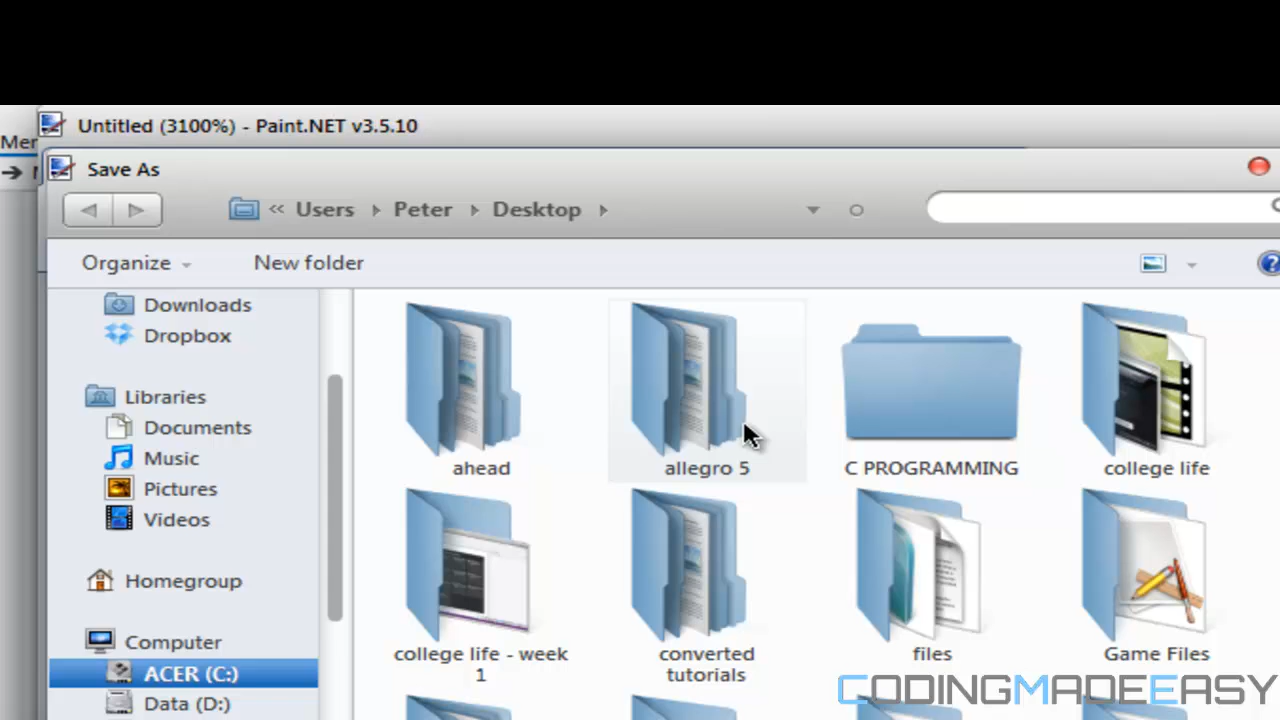 Untitled (3100%) - Paint.NET v3.5.10
Mer
Save As
« Users Peter Desktop
Organize New folder
Downloads
Dropbox
Libraries
Documents
Music
Pictures
Videos
Homegroup
Computer
ACER (C:)
Data (D:)
ahead
allegro 5
C PROGRAMMING
college life
college life - week
1
converted
tutorials
files
Game Files
CODINGMADEEASY